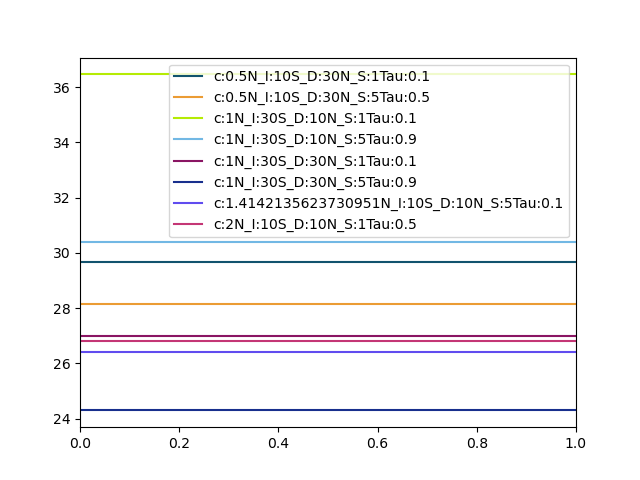 36
34
32
30
28
26
24
c:0.5N_I:10S_D:30N_S:1Tau:0.1
c:0.5N_I:10S_D:30N_S:5Tau:0.5
c:1N_I:30S_D:10N_S:1Tau:0.1
c:1N_I:30S_D:10N_S:5Tau:0.9
c:1N_I:30S_D:30N_S:1Tau:0.1
c:1N_I:30S_D:30N_S:5Tau:0.9
c:1.4142135623730951N_I:10S_D:10N_S:5Tau:0.1
c:2N_I:10S_D:10N_S:1Tau:0.5
0.0 0.2 0.4 0.6 0.8 1.0